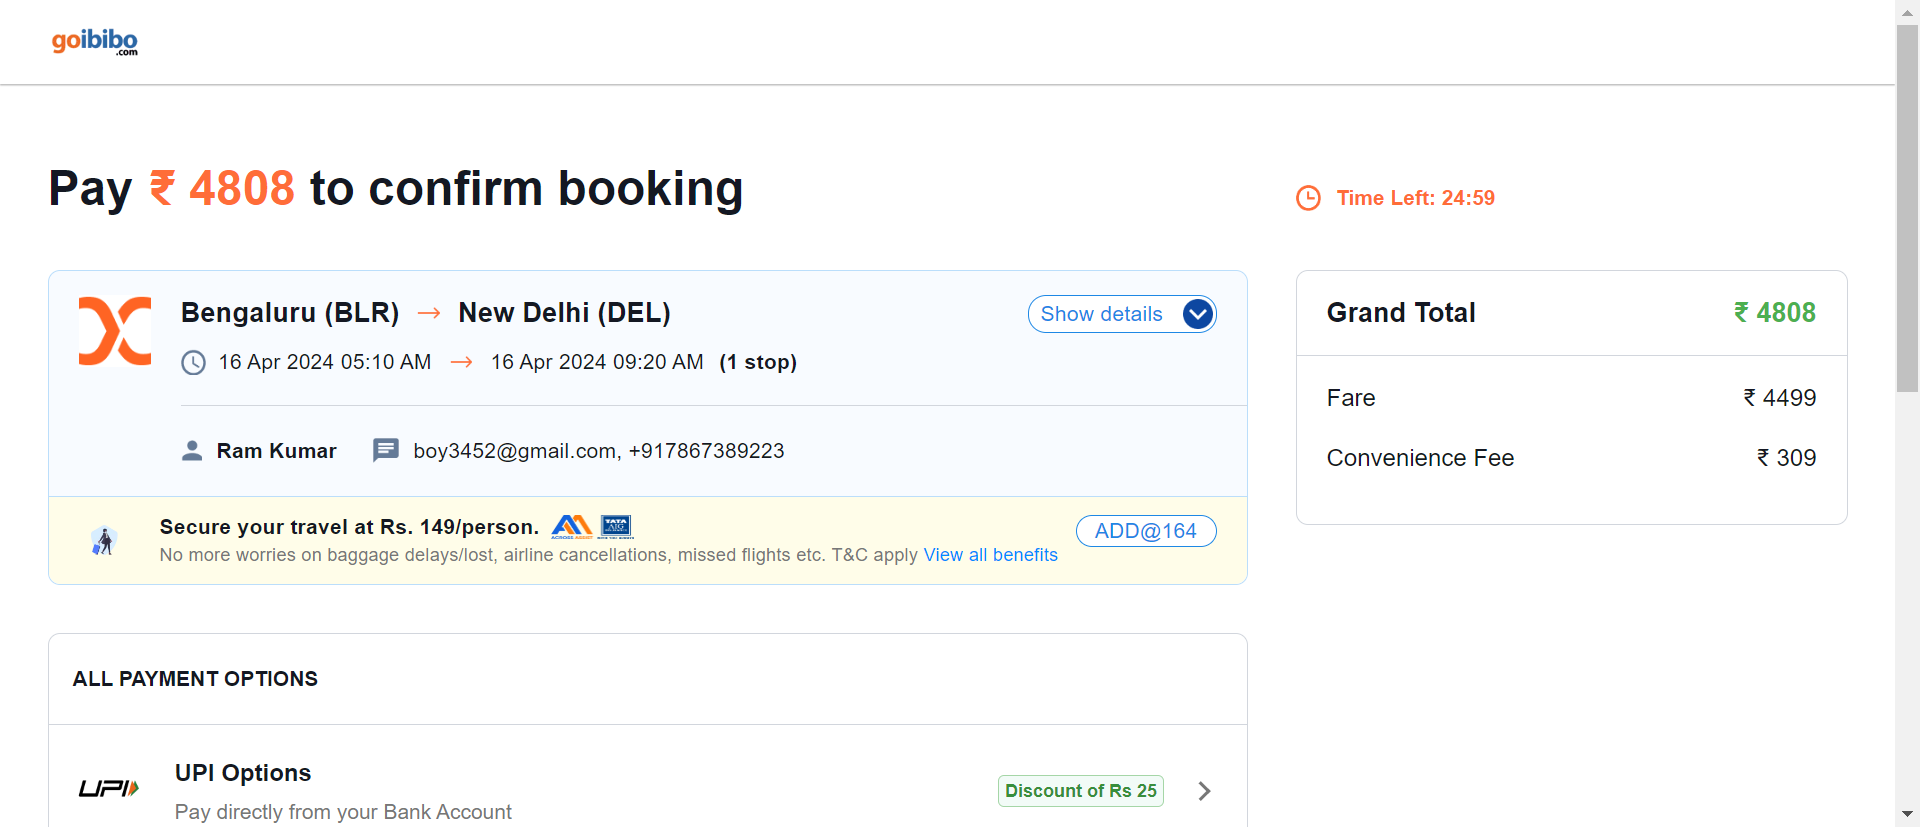 goibibo
.com
Pay ₹ 4808 to confirm booking
Time Left: 24:59
Bengaluru (BLR) → New Delhi (DEL)
Show details
16 Apr 2024 05:10 AM → 16 Apr 2024 09:20 AM (1 stop)
Ram Kumar boy3452@gmail.com, +917867389223
Secure your travel at Rs. 149/person. ACROSS ASSIST TATA AIG
No more worries on baggage delays/lost, airline cancellations, missed flights etc. T&C apply View all benefits
ADD@164
Grand Total ₹ 4808
Fare ₹ 4499
Convenience Fee ₹ 309
ALL PAYMENT OPTIONS
UPI
UPI Options
Pay directly from your Bank Account
Discount of Rs 25